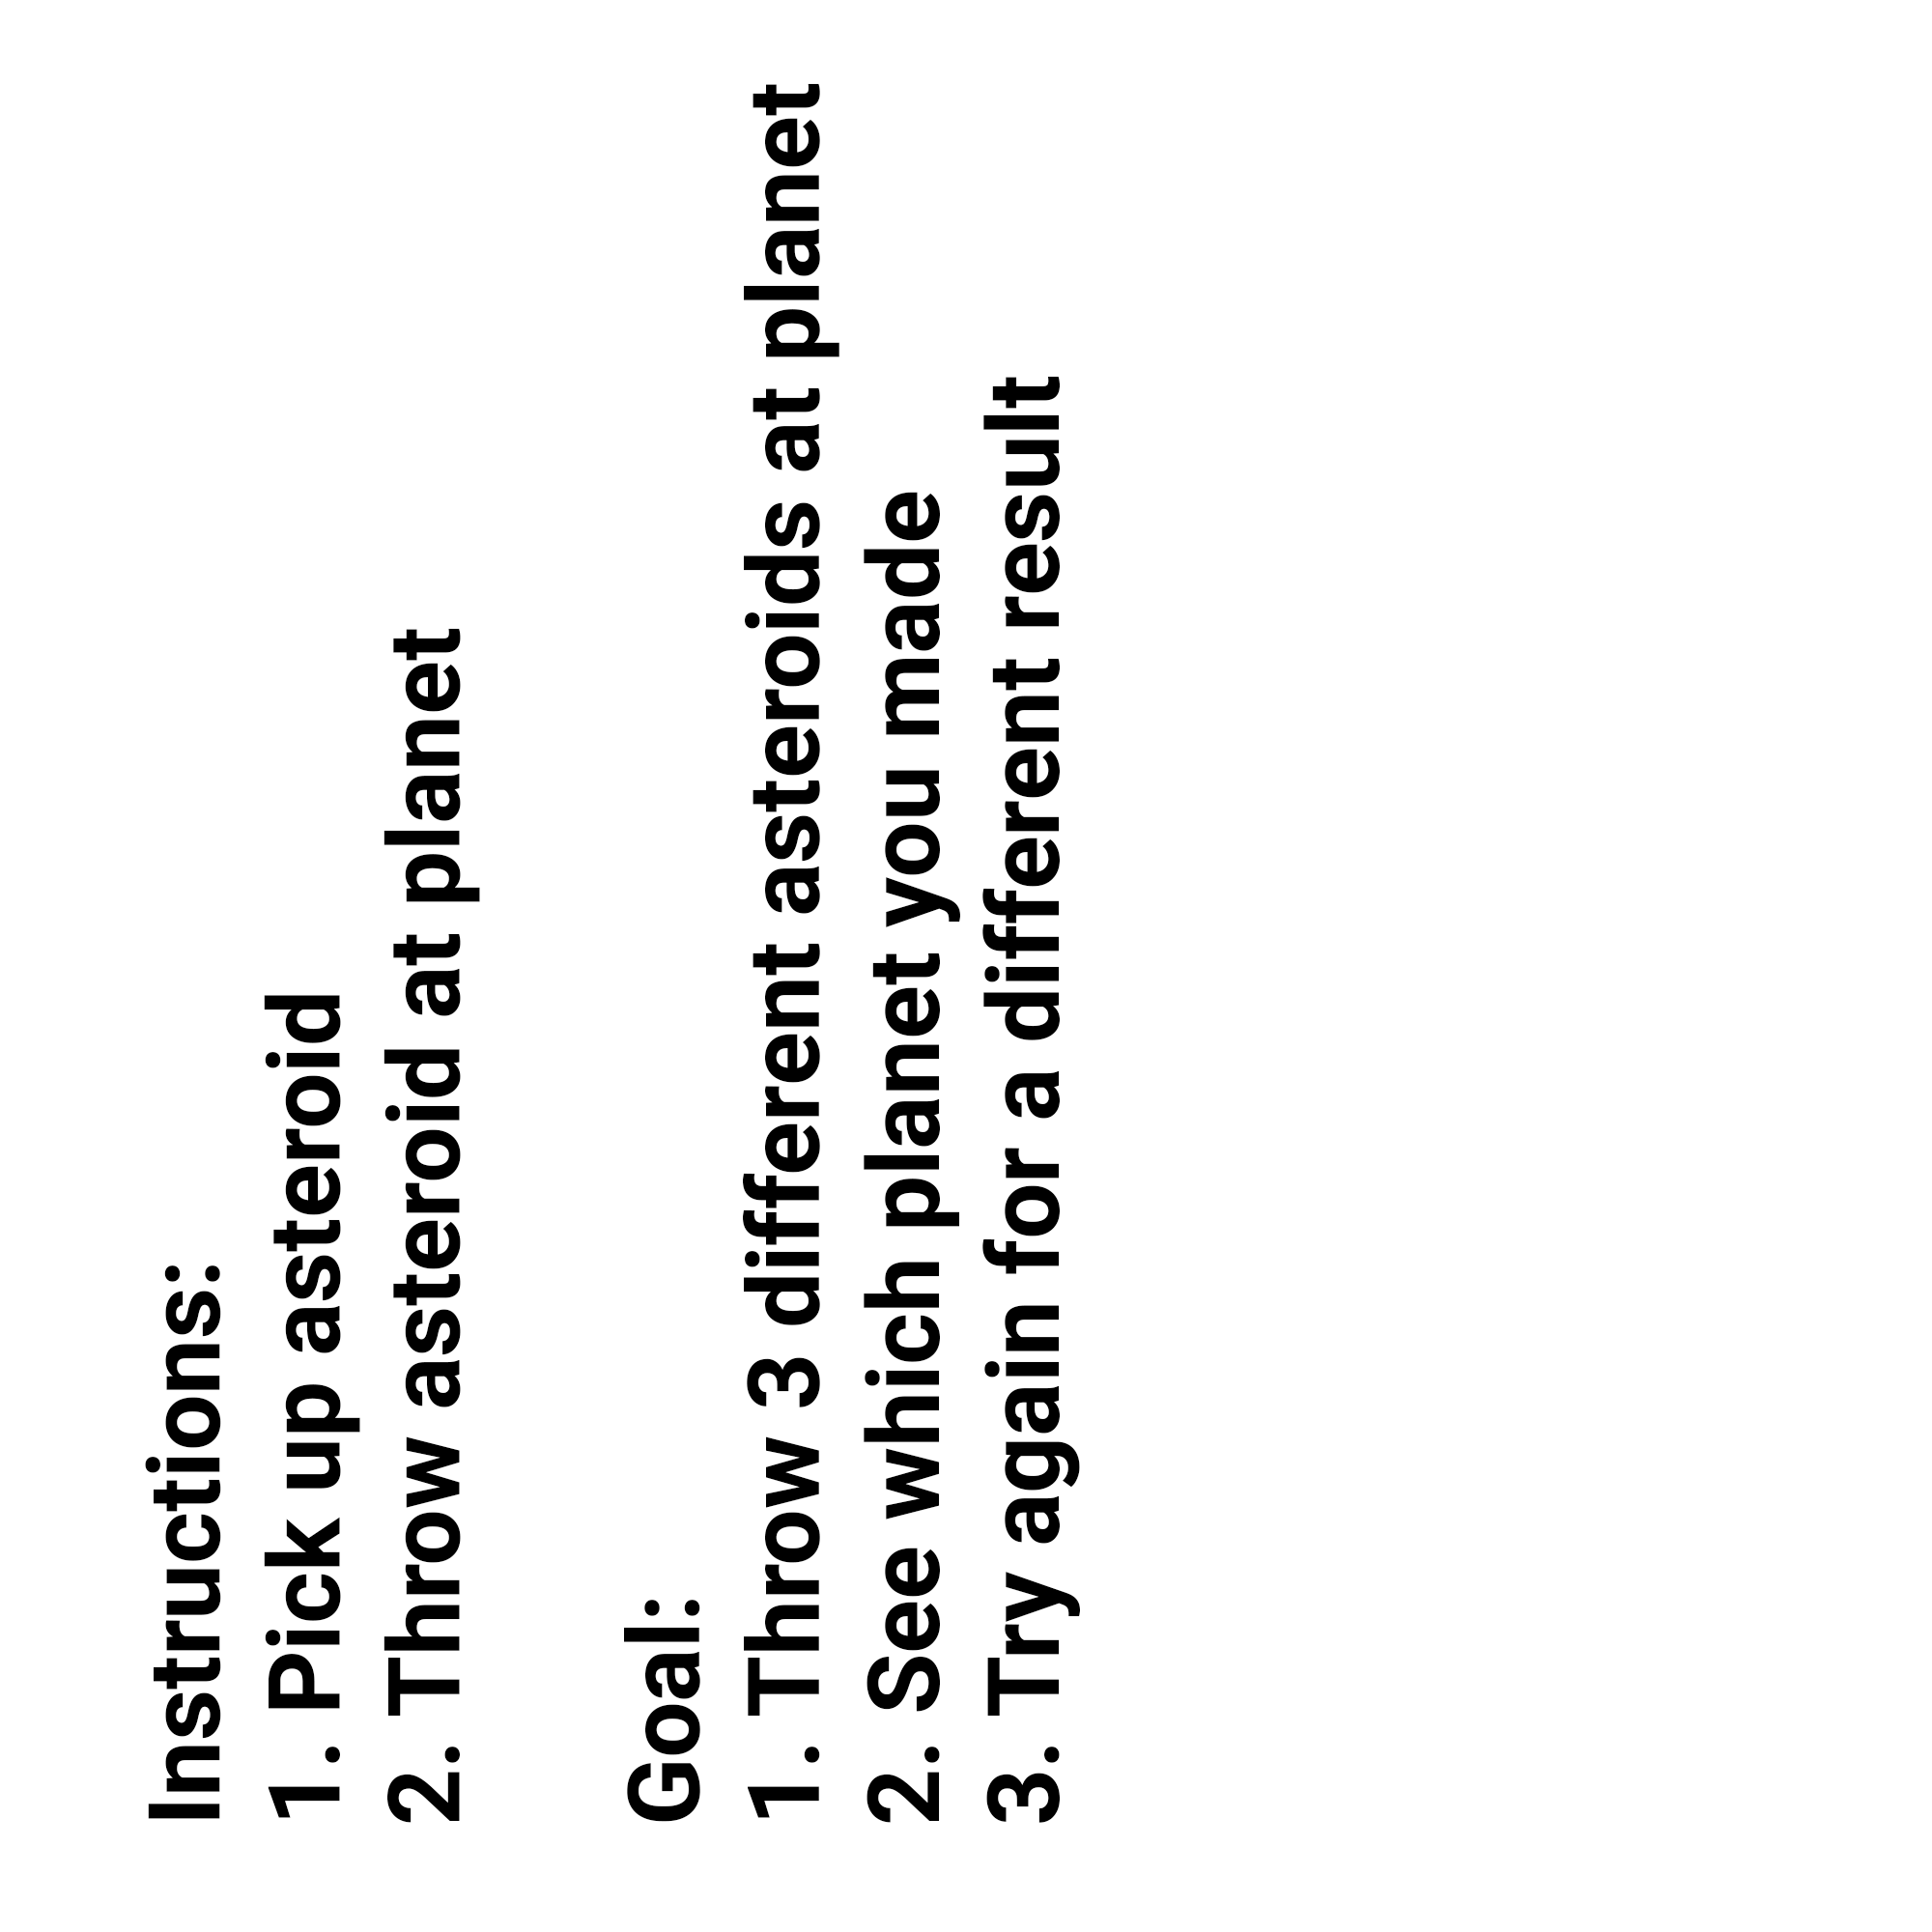 Instructions:
1. Pick up asteroid
2. Throw asteroid at planet
Goal:
1. Throw 3 different asteroids at planet
2. See which planet you made
3. Try again for a different result